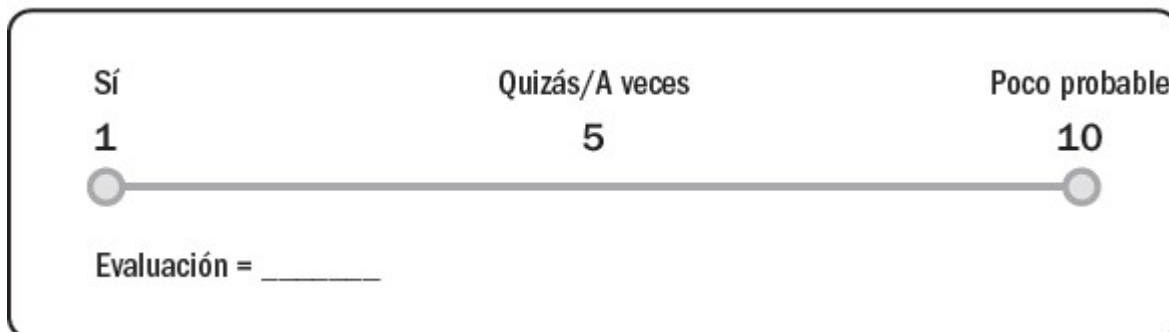 Sí Quizás/A veces Poco probable
1 5 10
Evaluación = _______